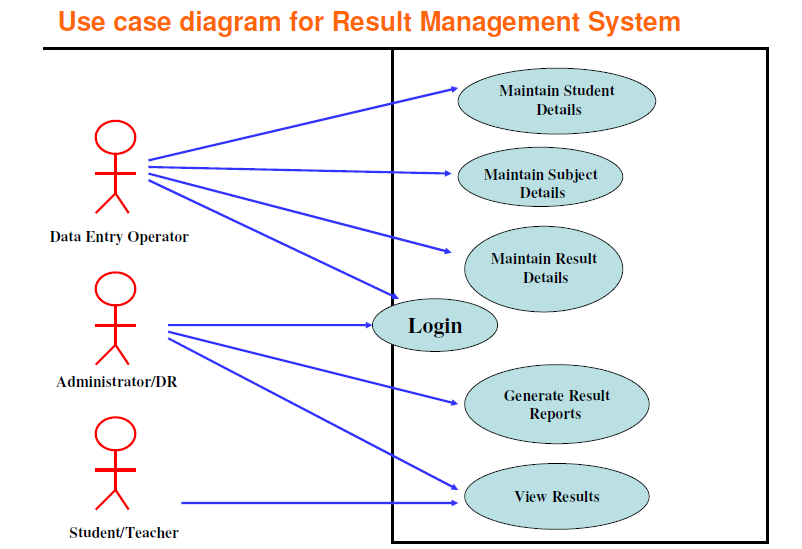 Use case diagram for Result Management System
Maintain Student
Details
Maintain Subject
Details
Data Entry Operator
Maintain Result
Details
Login
Administrator/DR
Generate Result
Reports
View Results
Student/Teacher